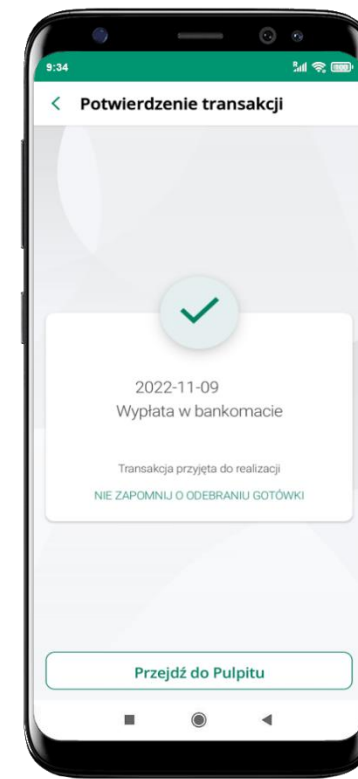 9:34
Potwierdzenie transakcji
2022-11-09
Wypłata w bankomacie
Transakcja przyjęta do realizacji
NIE ZAPOMNIJ O ODEBRANIU GOTÓWKI
Przejdź do Pulpitu